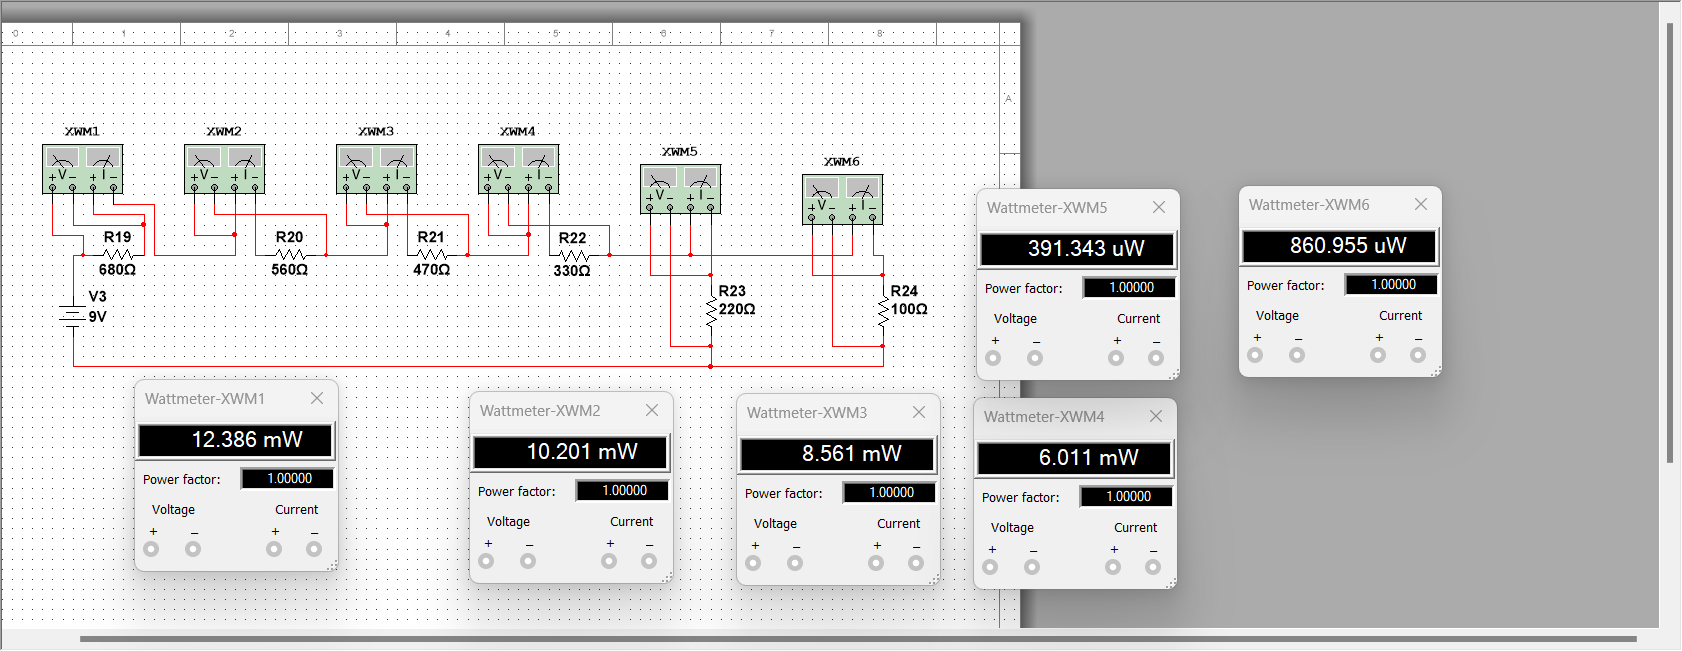 0 1 2 3 4 5 6 7 8
A
XWM1 XWM2 XWM3 XWM4 XWM5 XWM6
+ V - + I -
+ V - + I -
+ V - + I -
+ V - + I -
+ V - + I -
+ V - + I -
R19 R20 R21 R22
680Ω 560Ω 470Ω 330Ω
V3
9V
R23
220Ω
R24
100Ω
Wattmeter-XWM5
391.343 uW
Power factor: 1.00000
Voltage Current
+ − + −
Wattmeter-XWM6
860.955 uW
Power factor: 1.00000
Voltage Current
+ − + −
Wattmeter-XWM1
12.386 mW
Power factor: 1.00000
Voltage Current
+ − + −
Wattmeter-XWM2
10.201 mW
Power factor: 1.00000
Voltage Current
+ − + −
Wattmeter-XWM3
8.561 mW
Power factor: 1.00000
Voltage Current
+ − + −
Wattmeter-XWM4
6.011 mW
Power factor: 1.00000
Voltage Current
+ − + −